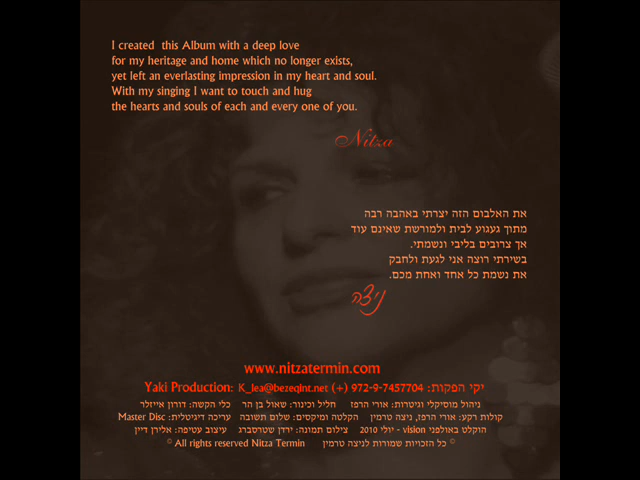 I created this Album with a deep love
for my heritage and home which no longer exists,
yet left an everlasting impression in my heart and soul.
With my singing I want to touch and hug
the hearts and souls of each and every one of you.
Nitza
את האלבום הזה יצרתי באהבה רבה
מתוך געגוע לבית ולמורשת שאינם עוד
אך צרובים בליבי ונשמתי.
בשירתי רוצה אני לגעת ולחבק
את נשמת כל אחד ואחת מכם.
ניצה
www.nitzatermin.com
יקי הפקות: Yaki Production: K_lea@bezeqint.net (+) 972-9-7457704
ניהול מוסיקלי וגיטרות: אורי הרפז חליל וכינור: שאול בן הר כלי הקשה: דורון אייזלר
קולות רקע: אורי הרפז, ניצה טרמין הקלטה ומיקסים: שלום תשובה עריכה דיגיטלית: Master Disc
הוקלט באולפני vision - יולי 2010 צילום תמונה: ירדן שטרסברג עיצוב עטיפה: אלירן דיין
© כל הזכויות שמורות לניצה טרמין All rights reserved Nitza Termin ©